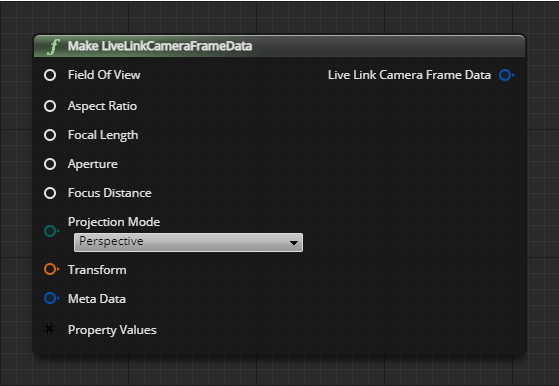 Make LiveLinkCameraFrameData
Field Of View
Live Link Camera Frame Data
Aspect Ratio
Focal Length
Aperture
Focus Distance
Projection Mode
Perspective
Transform
Meta Data
Property Values